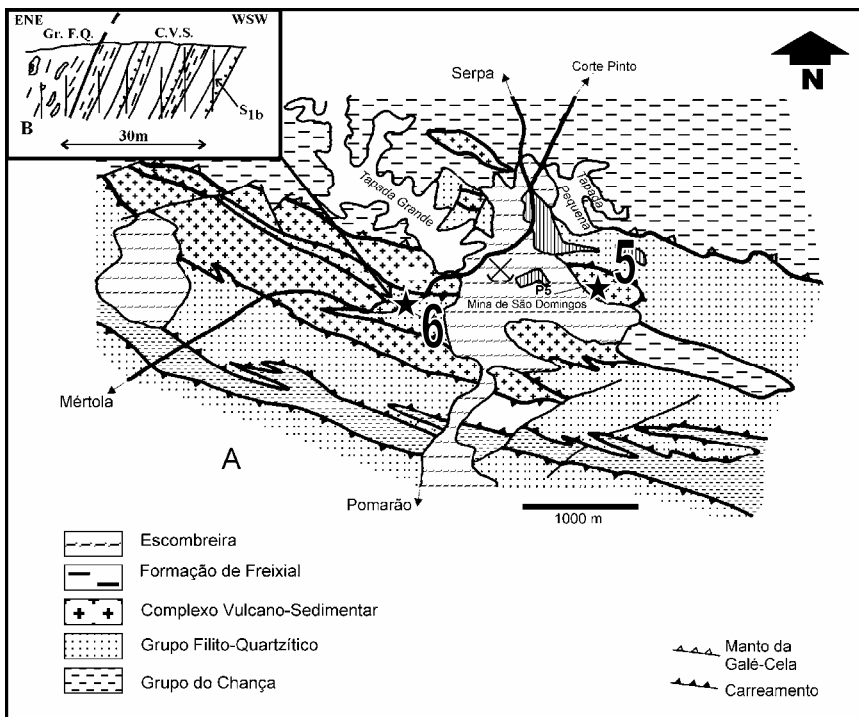 ENE WSW
Gr. F.Q. C.V.S.
S1b
B
30m
N
Serpa
Corte Pinto
Tapada Grande
Tapada
Pequena
5
P5
Mina de São Domingos
6
Mértola
A
Pomarão
1000 m
Escombreira
Formação de Freixial
Complexo Vulcano-Sedimentar
Grupo Filito-Quartzítico
Grupo do Chança
Manto da
Galé-Cela
Carreamento